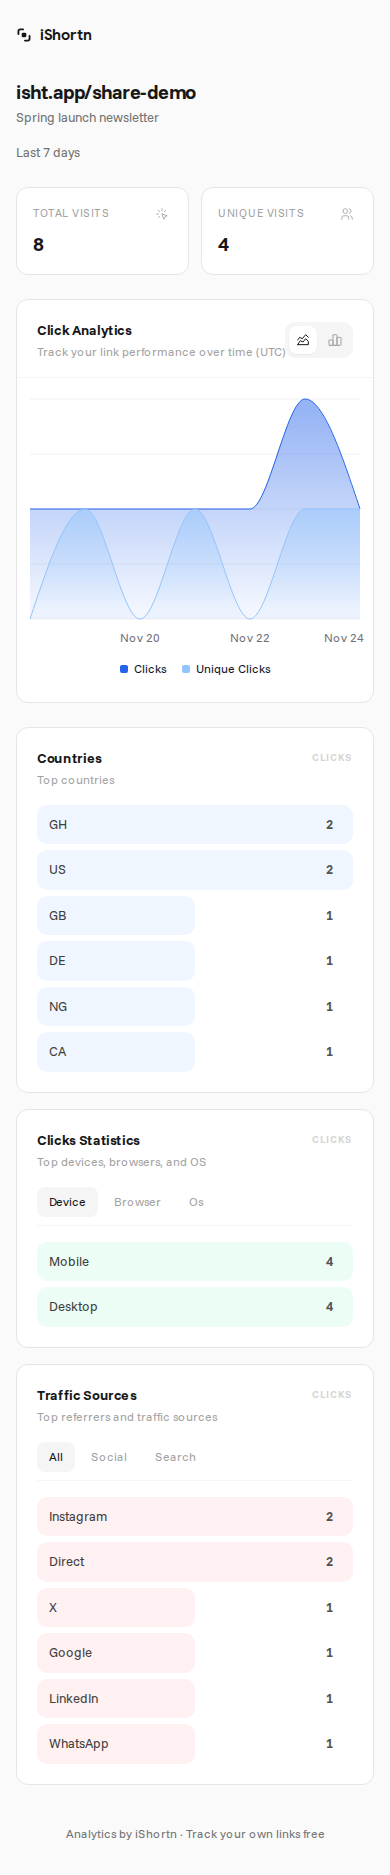 iShortn
isht.app/share-demo
Spring launch newsletter
Last 7 days
TOTAL VISITS
8
UNIQUE VISITS
4
Click Analytics
Track your link performance over time (UTC)
Nov 20 Nov 22 Nov 24
Clicks Unique Clicks
Countries CLICKS
Top countries
GH 2
US 2
GB 1
DE 1
NG 1
CA 1
Clicks Statistics CLICKS
Top devices, browsers, and OS
Device Browser Os
Mobile 4
Desktop 4
Traffic Sources CLICKS
Top referrers and traffic sources
All Social Search
Instagram 2
Direct 2
X 1
Google 1
LinkedIn 1
WhatsApp 1
Analytics by iShortn · Track your own links free